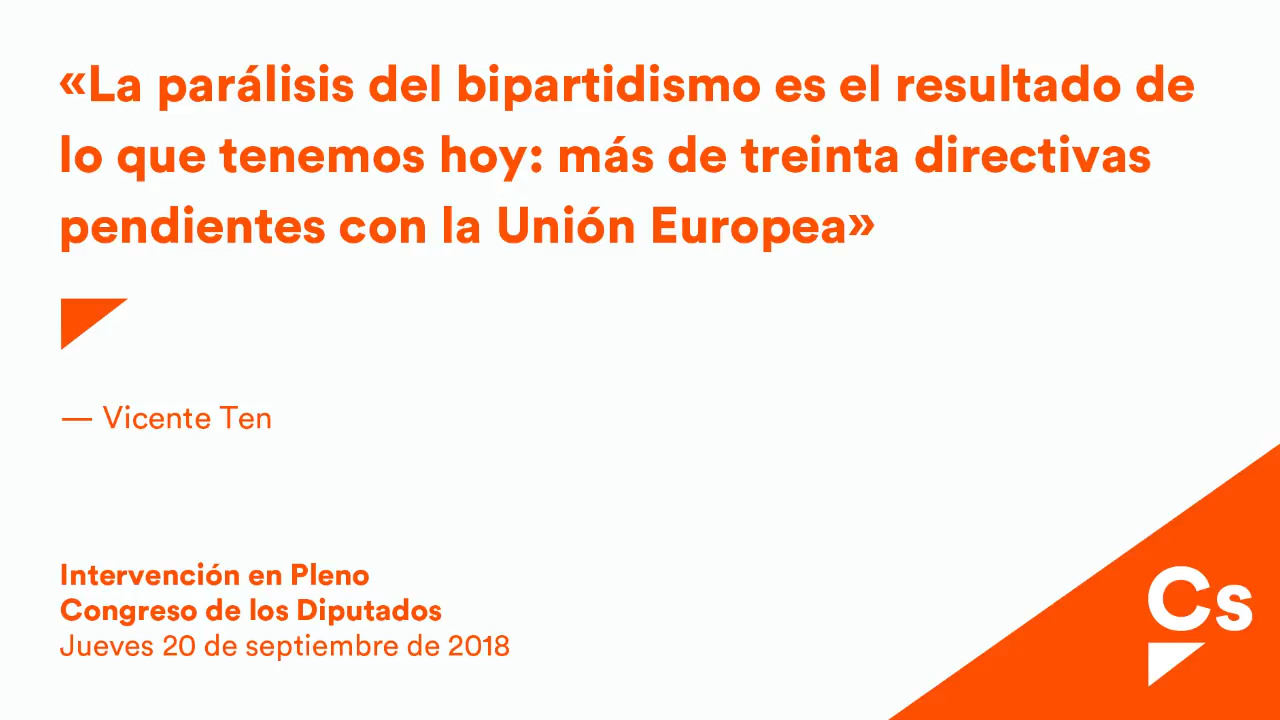 «La parálisis del bipartidismo es el resultado de
lo que tenemos hoy: más de treinta directivas
pendientes con la Unión Europea»
— Vicente Ten
Intervención en Pleno
Congreso de los Diputados
Jueves 20 de septiembre de 2018
Cs